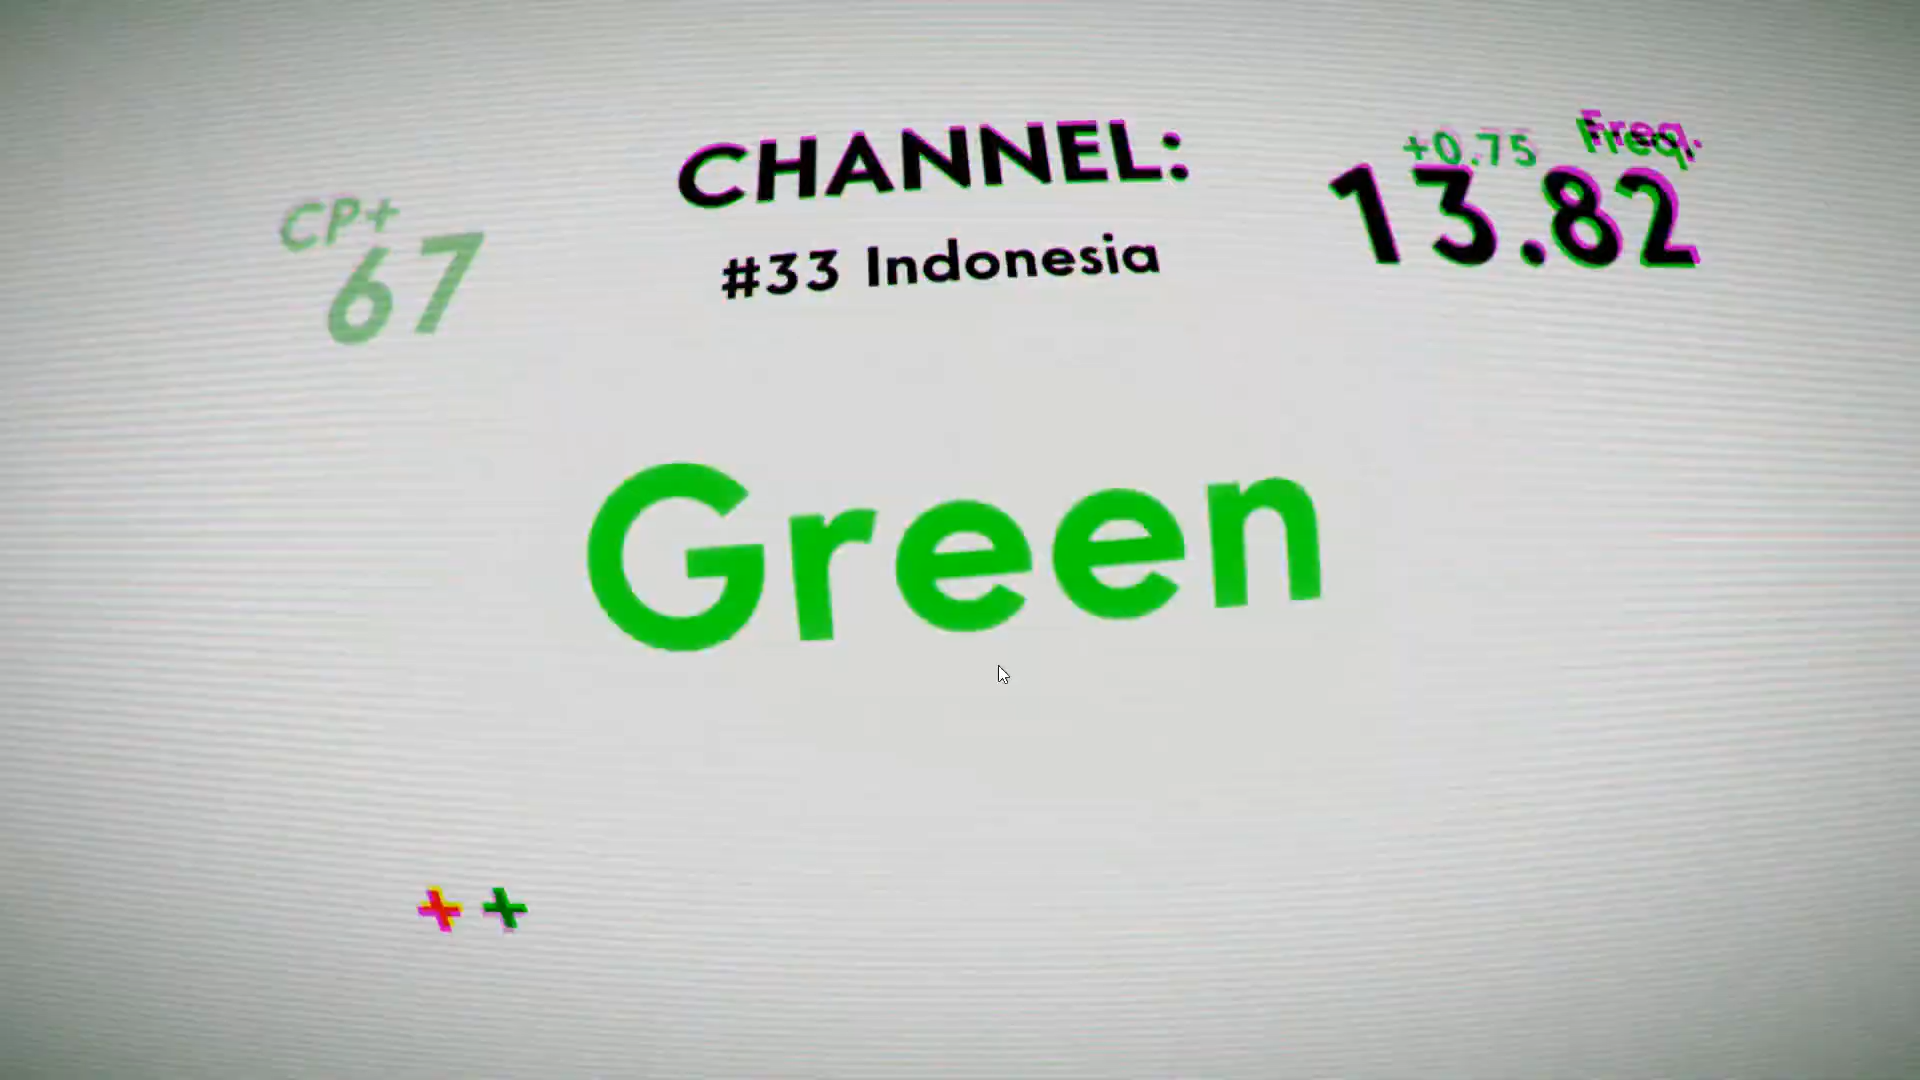 CHANNEL:
#33 Indonesia
CP+
67
+0.75 Freq.
13.82
Green
+ +